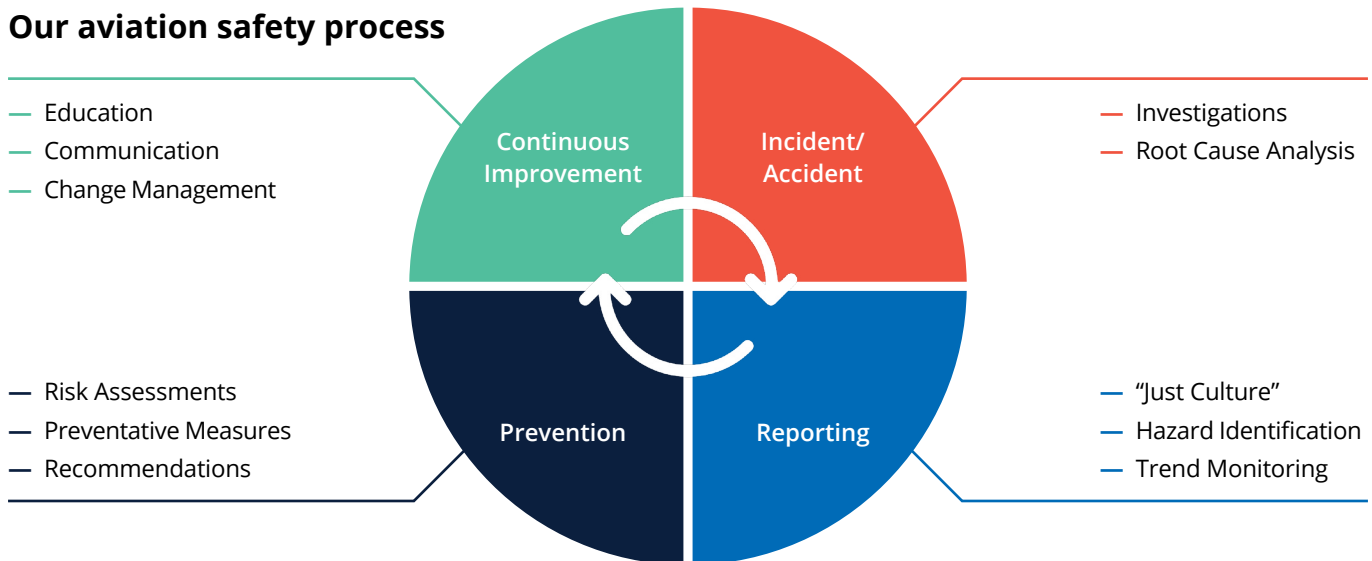 Our aviation safety process
— Education
— Communication
— Change Management
Continuous
Improvement
Incident/
Accident
— Investigations
— Root Cause Analysis
— Risk Assessments
— Preventative Measures
— Recommendations
Prevention
Reporting
— “Just Culture”
— Hazard Identification
— Trend Monitoring